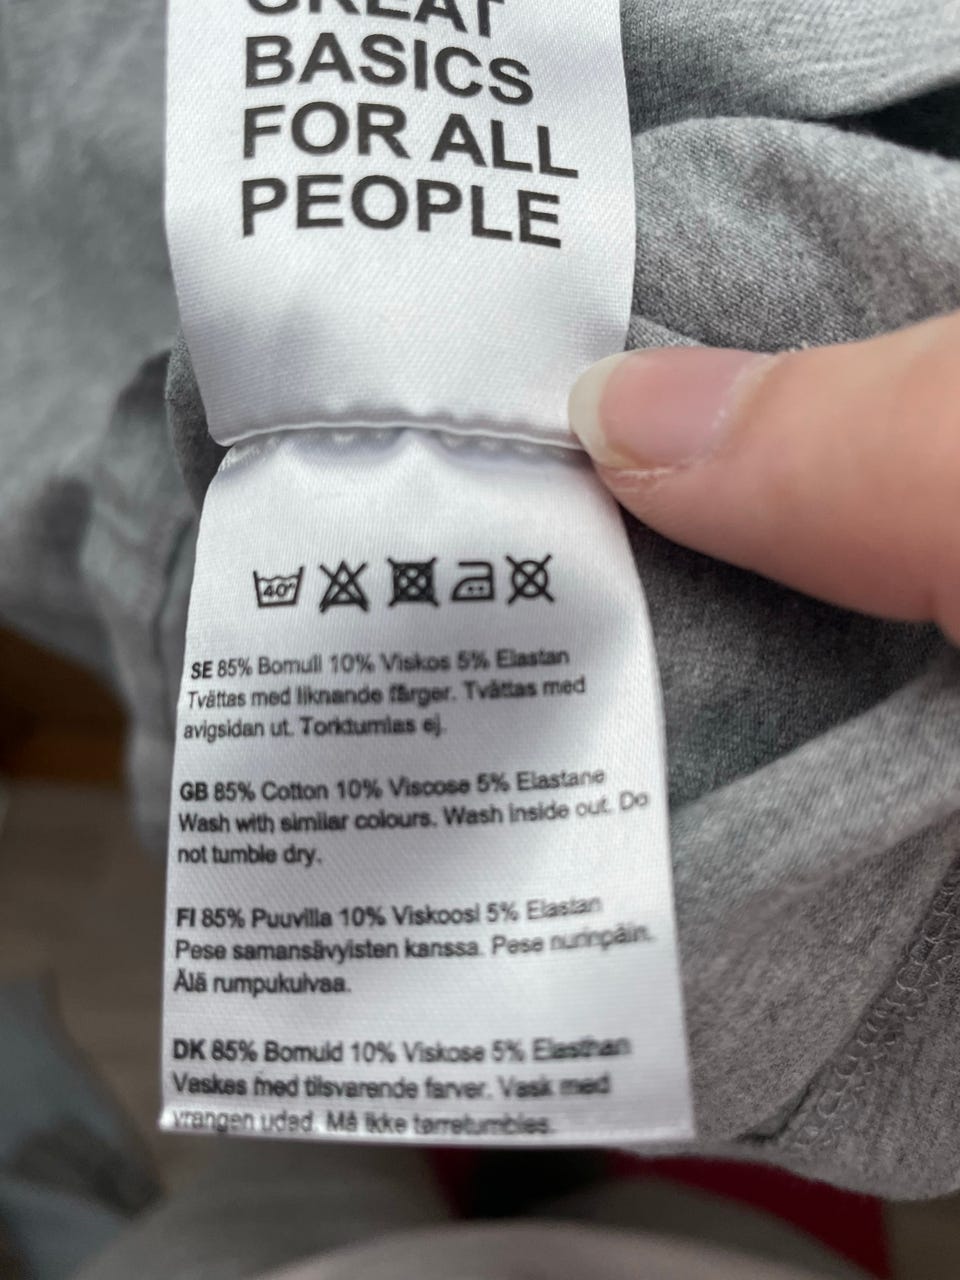 GREAT
BASICS
FOR ALL
PEOPLE
40°
SE 85% Bomull 10% Viskos 5% Elastan
Tvättas med liknande färger. Tvättas med
avigsidan ut. Torktumlas ej.
GB 85% Cotton 10% Viscose 5% Elastane
Wash with similar colours. Wash inside out. Do
not tumble dry.
FI 85% Puuvilla 10% Viskoosi 5% Elastan
Pese samansävyisten kanssa. Pese nurinpäin.
Älä rumpukuivaa.
DK 85% Bomuld 10% Viskose 5% Elasthan
Vaskes med tilsvarende farver. Vask med
vrangen udad. Må ikke tørretumbles.